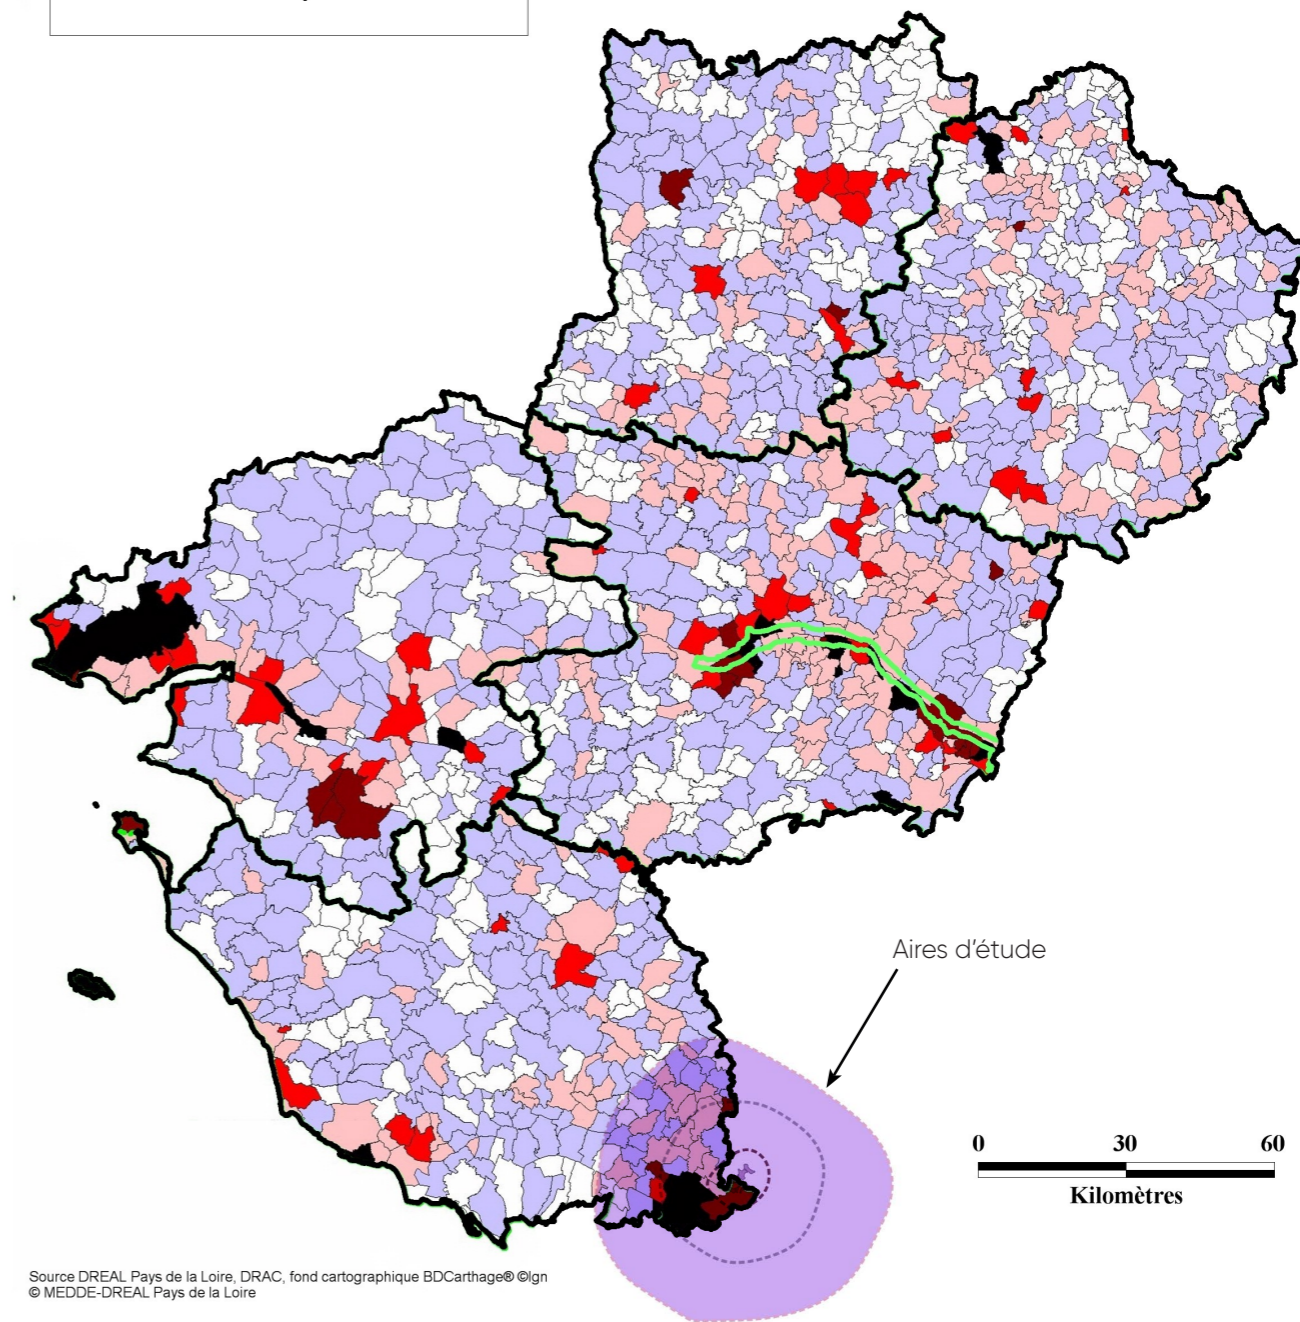 Aires d'étude
0 30 60
Kilomètres
Source DREAL Pays de la Loire, DRAC, fond cartographique BDCarthage® ©Ign
© MEDDE-DREAL Pays de la Loire